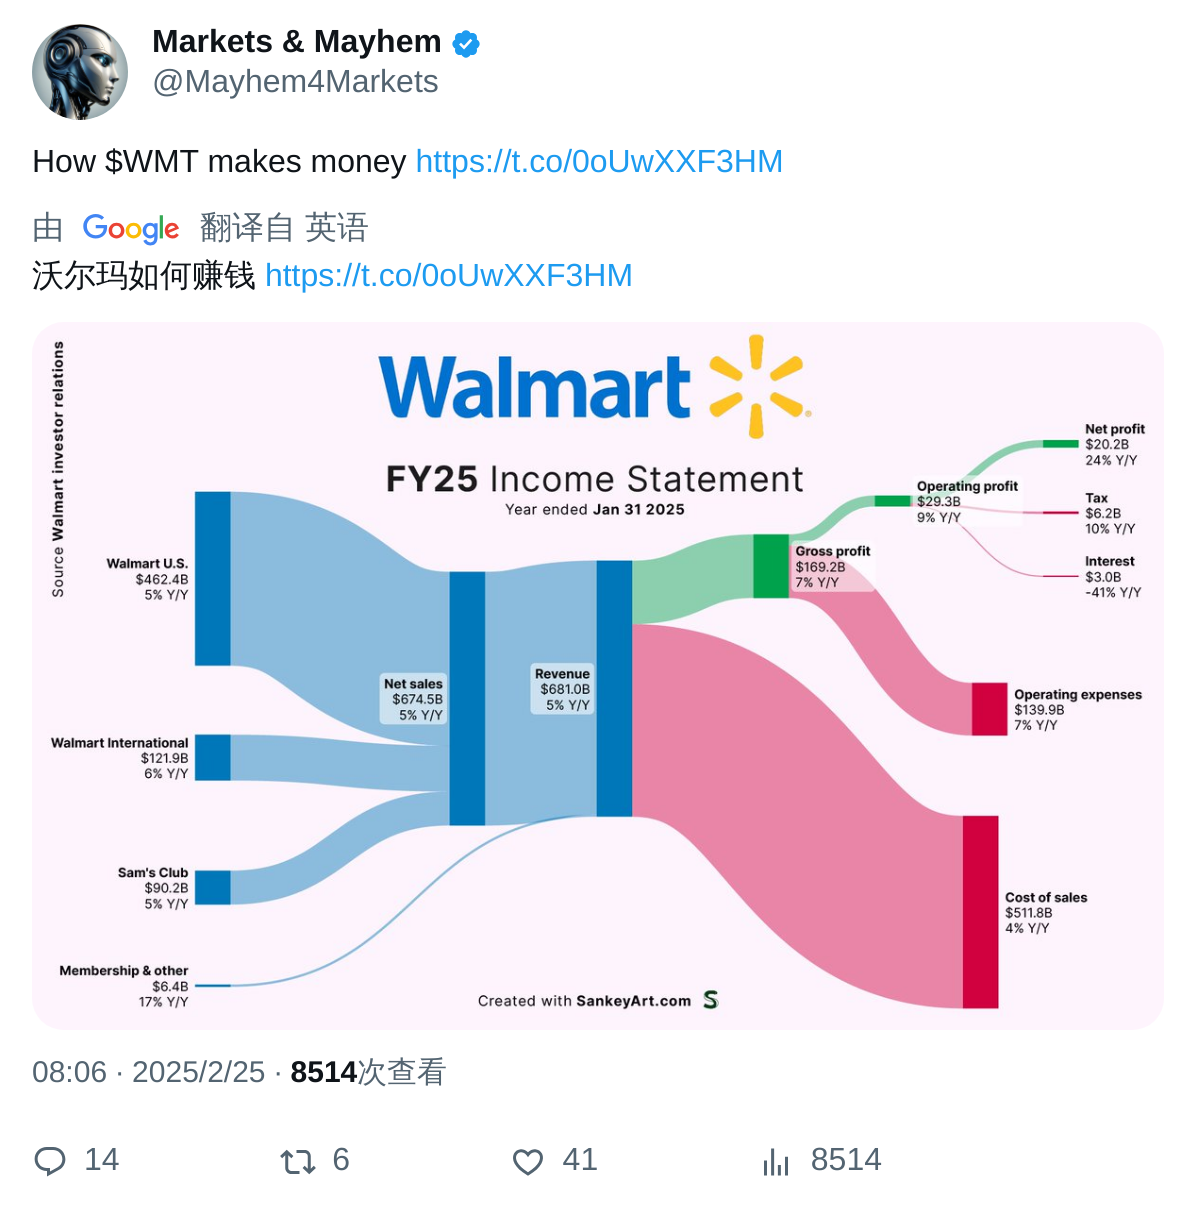 Markets & Mayhem
@Mayhem4Markets
How $WMT makes money https://t.co/0oUwXXF3HM
由 Google 翻译自 英语
沃尔玛如何赚钱 https://t.co/0oUwXXF3HM
Source Walmart investor relations
Walmart
FY25 Income Statement
Year ended Jan 31 2025
Net profit
$20.2B
24% Y/Y
Operating profit
$29.3B
9% Y/Y
Tax
$6.2B
10% Y/Y
Gross profit
$169.2B
7% Y/Y
Interest
$3.0B
-41% Y/Y
Walmart U.S.
$462.4B
5% Y/Y
Net sales
$674.5B
5% Y/Y
Revenue
$681.0B
5% Y/Y
Operating expenses
$139.9B
7% Y/Y
Walmart International
$121.9B
6% Y/Y
Sam's Club
$90.2B
5% Y/Y
Cost of sales
$511.8B
4% Y/Y
Membership & other
$6.4B
17% Y/Y
Created with SankeyArt.com S
08:06 · 2025/2/25 · 8514次查看
14 6 41 8514